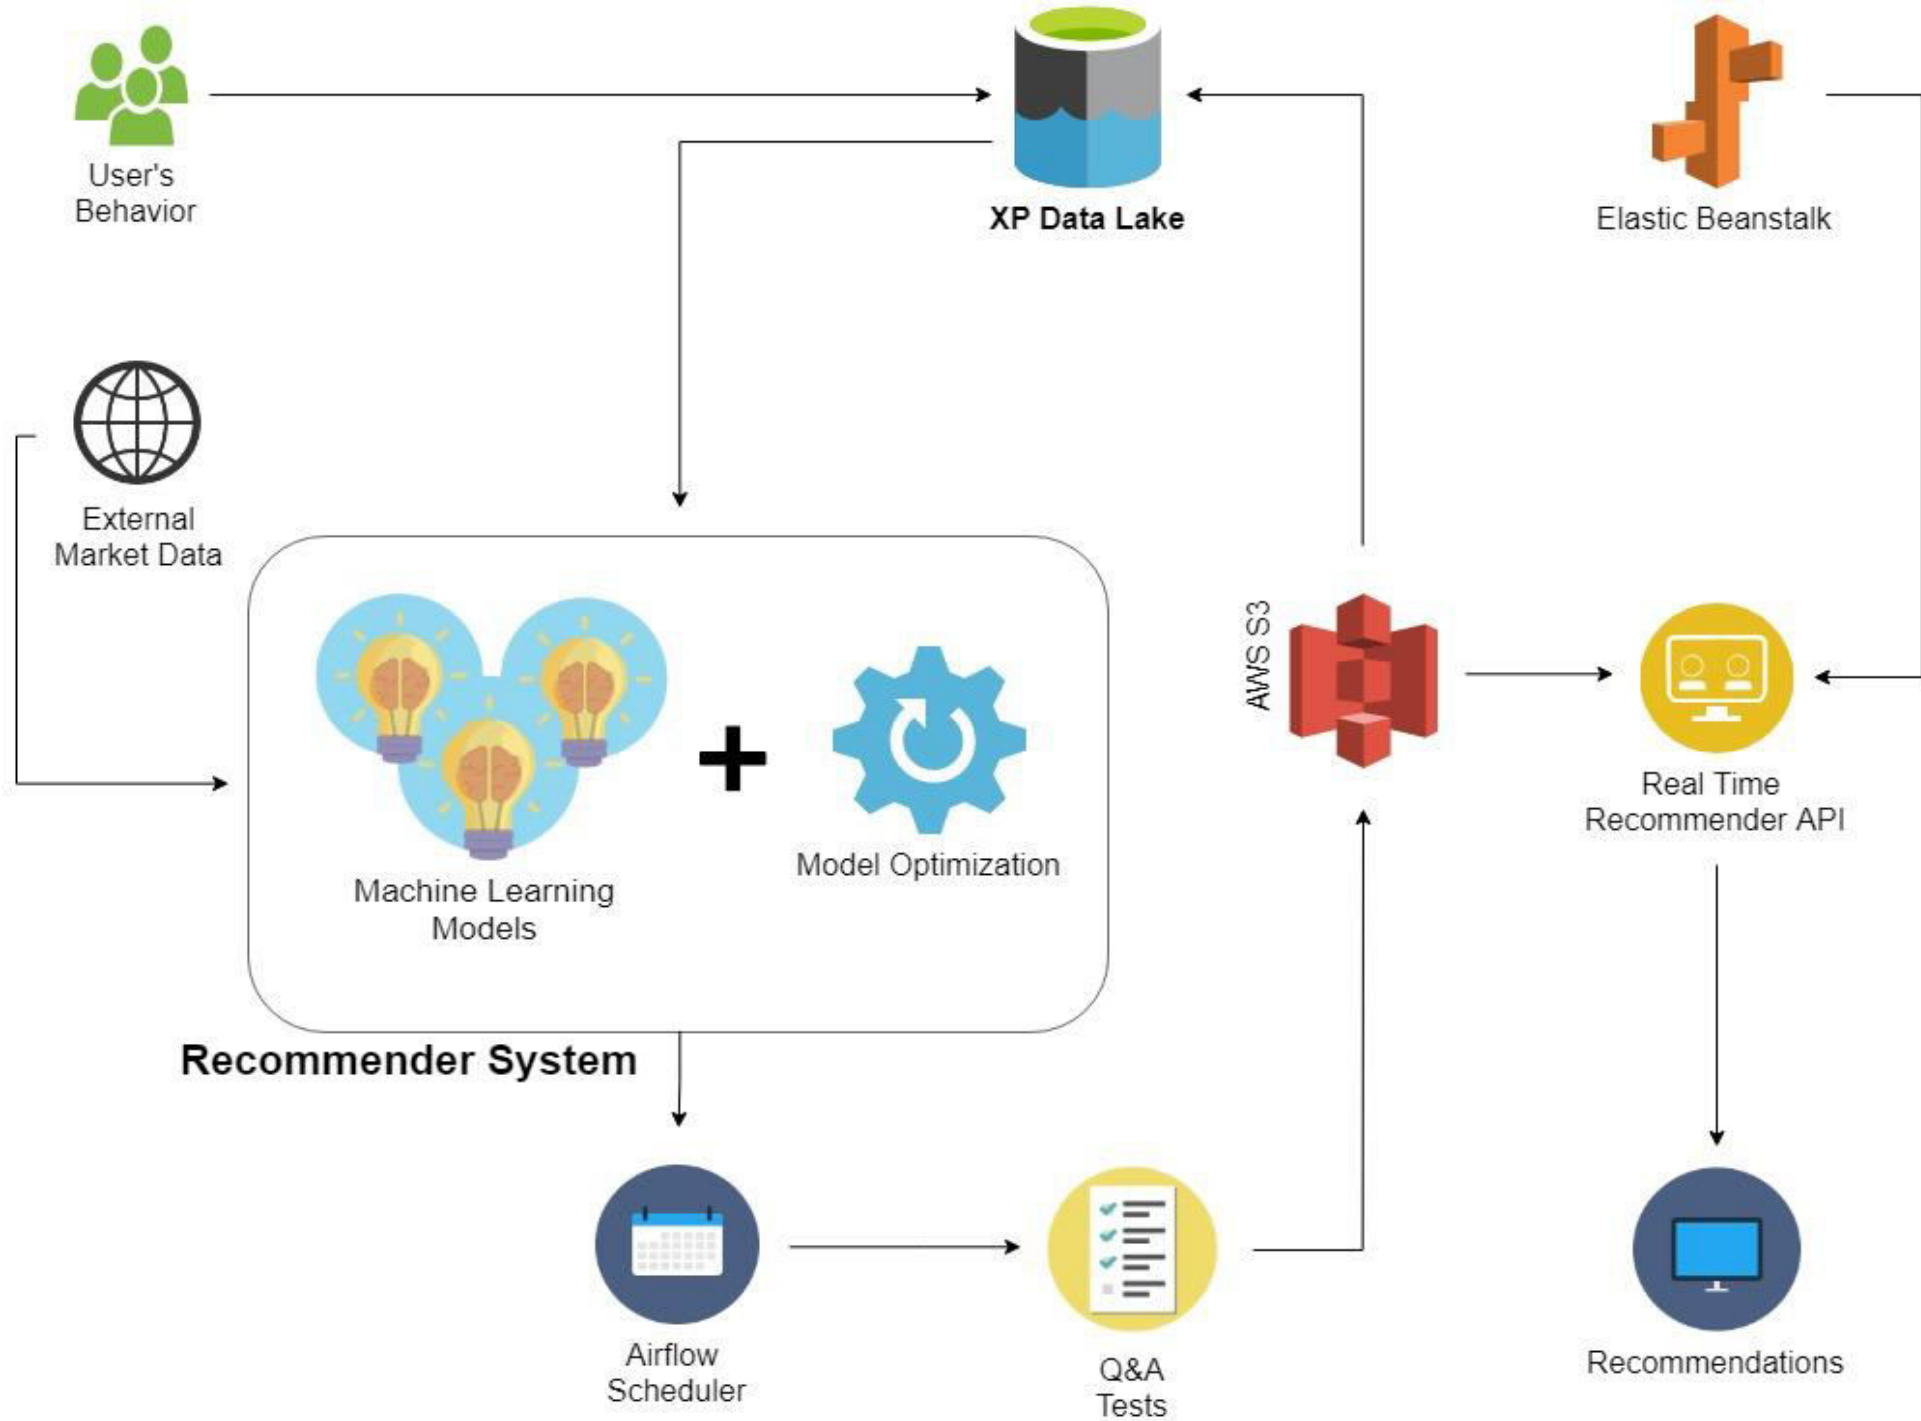 User's
Behavior
XP Data Lake
Elastic Beanstalk
External
Market Data
Machine Learning
Models
Model Optimization
Recommender System
AWS S3
Real Time
Recommender API
Airflow
Scheduler
Q&A
Tests
Recommendations